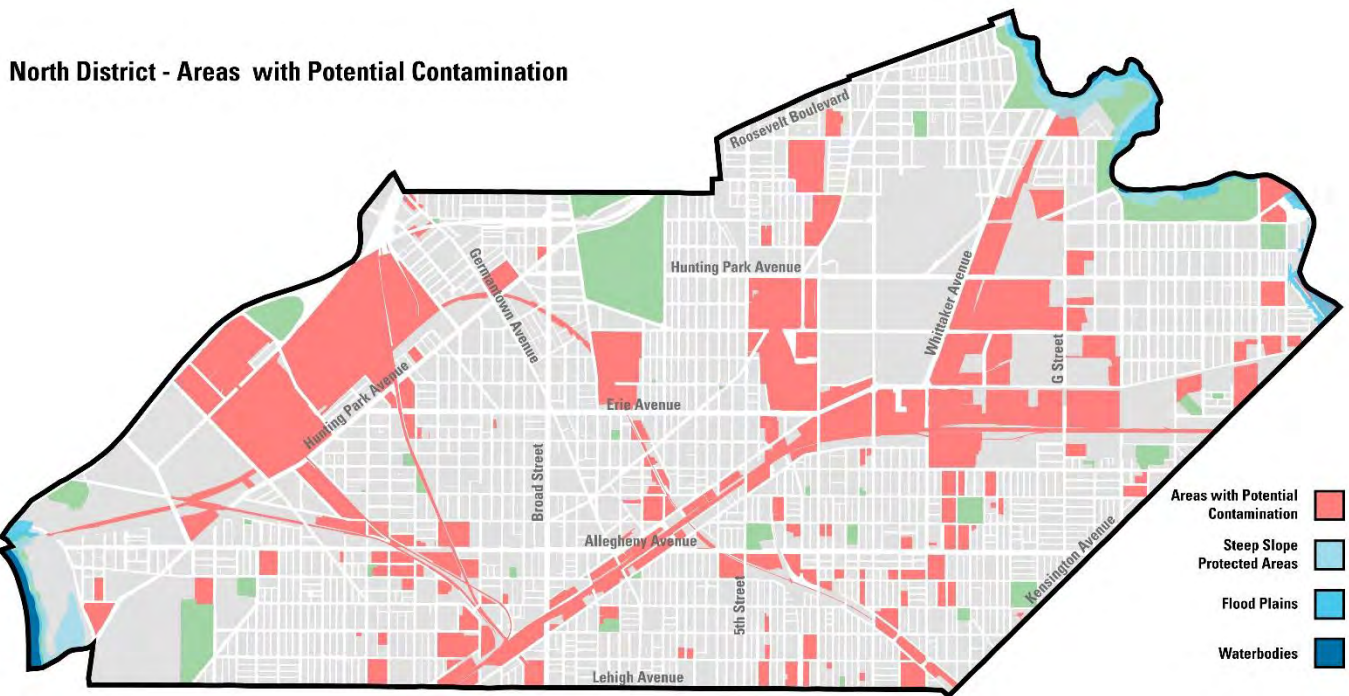 North District - Areas with Potential Contamination
Roosevelt Boulevard
Germantown Avenue
Hunting Park Avenue
Whittaker Avenue
G Street
Hunting Park Avenue
Erie Avenue
Broad Street
Allegheny Avenue
5th Street
Kensington Avenue
Lehigh Avenue
Areas with Potential
Contamination
Steep Slope
Protected Areas
Flood Plains
Waterbodies